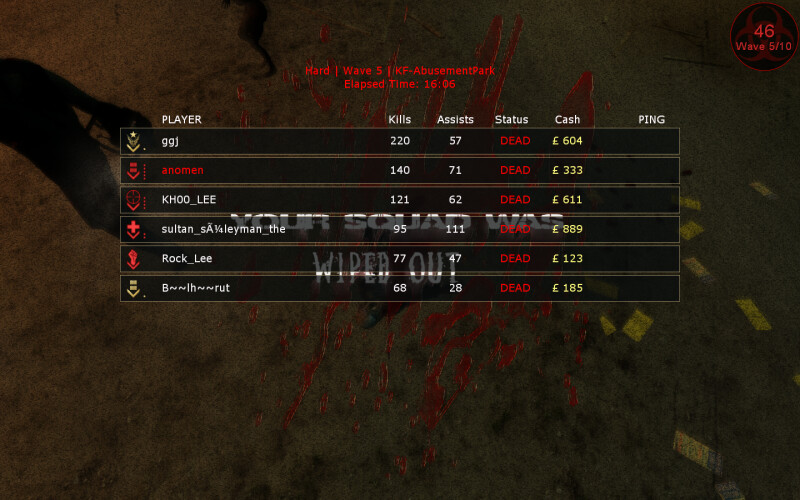 46
Wave 5/10
Hard | Wave 5 | KF-AbusementPark
Elapsed Time: 16:06
PLAYER Kills Assists Status Cash PING
ggj 220 57 DEAD £ 604
anomen 140 71 DEAD £ 333
KH00_LEE 121 62 DEAD £ 611
YOUR SQUAD WAS
sultan_sÃ¼leyman_the 95 111 DEAD £ 889
Rock_Lee 77 47 DEAD £ 123
WIPED OUT
B~~lh~~rut 68 28 DEAD £ 185